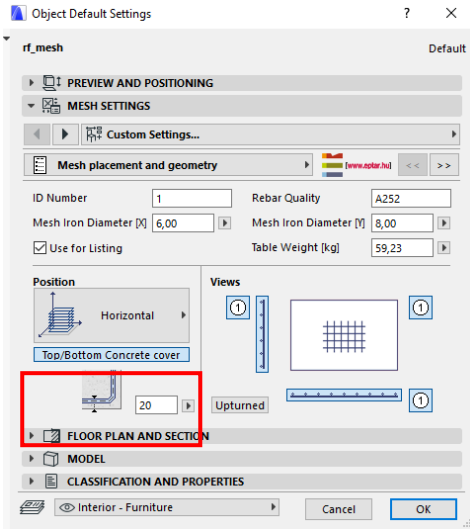 Object Default Settings ? ×
rf_mesh Default
PREVIEW AND POSITIONING
MESH SETTINGS
Custom Settings...
Mesh placement and geometry [www.eptar.hu] << >>
ID Number 1 Rebar Quality A252
Mesh Iron Diameter [X] 6,00 Mesh Iron Diameter [Y] 8,00
Use for Listing Table Weight [kg] 59,23
Position Views
Horizontal 1 1
Top/Bottom Concrete cover
20 Upturned 1
FLOOR PLAN AND SECTION
MODEL
CLASSIFICATION AND PROPERTIES
Interior - Furniture Cancel OK